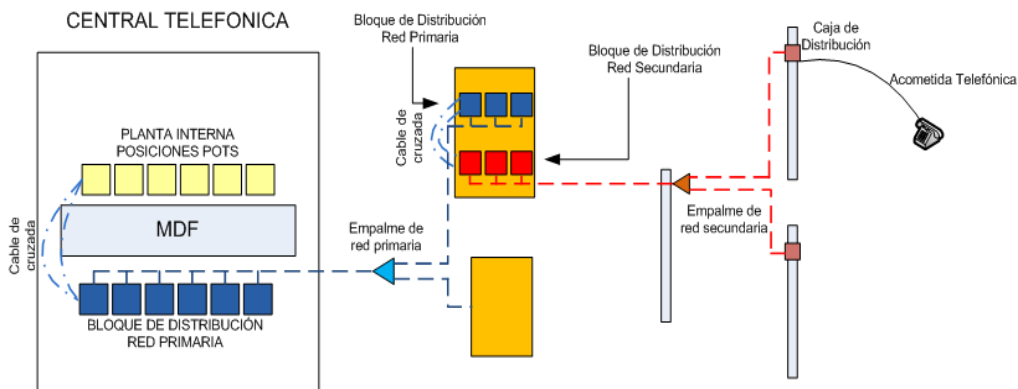 CENTRAL TELEFONICA
PLANTA INTERNA
POSICIONES POTS
MDF
Cable de
cruzada
BLOQUE DE DISTRIBUCIÓN
RED PRIMARIA
Empalme de
red primaria
Bloque de Distribución
Red Primaria
Cable de
cruzada
Bloque de Distribución
Red Secundaria
Empalme de
red secundaria
Caja de
Distribución
Acometida Telefónica